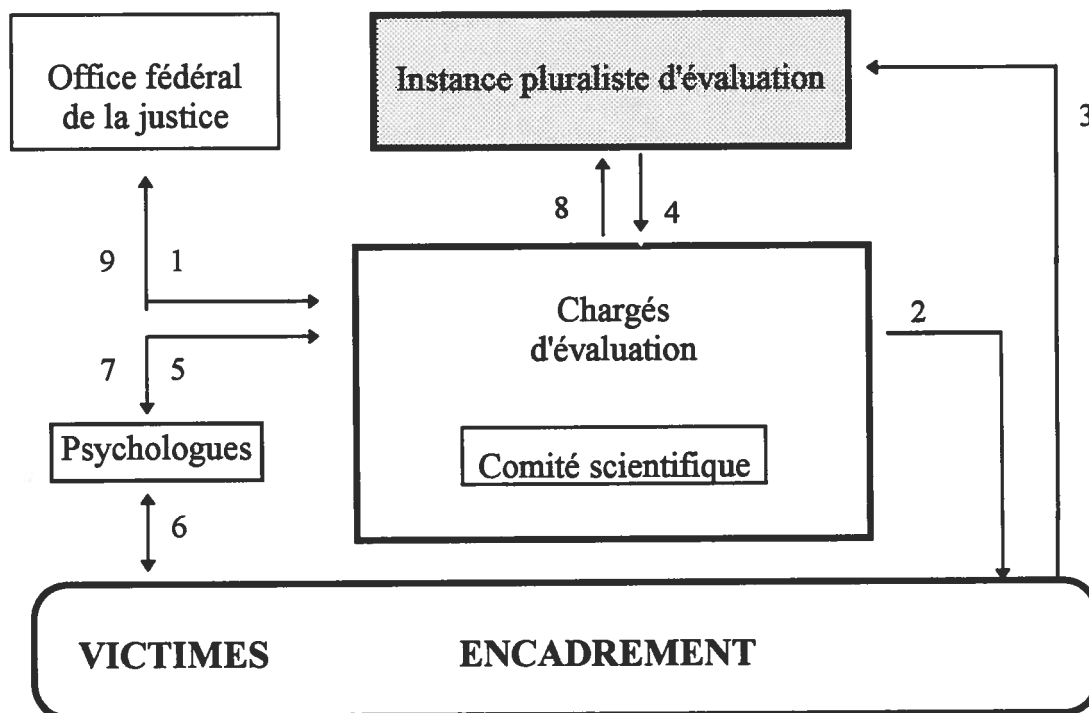 Office fédéral
de la justice
Instance pluraliste d'évaluation
3
8
4
9
1
Chargés
d'évaluation
2
7
5
Psychologues
Comité scientifique
6
VICTIMES
ENCADREMENT